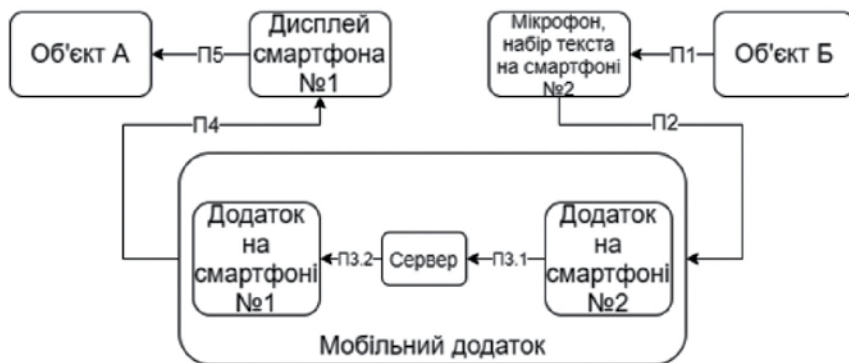 Об'єкт А
П5
Дисплей
смартфона
№1
Мікрофон,
набір текста
на смартфоні
№2
П1
Об'єкт Б
П4
П2
Додаток
на
смартфоні
№1
П3.2
Сервер
П3.1
Додаток
на
смартфоні
№2
Мобільний додаток